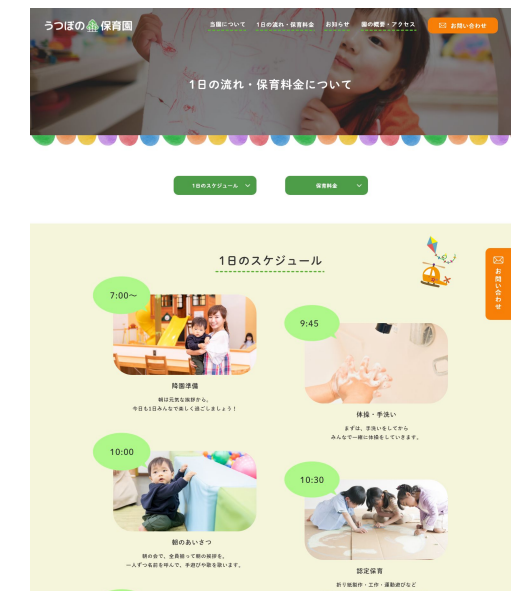 うつぼの保育園
当園について
1日の流れ・保育料金
お知らせ
園の概要・アクセス
お問い合わせ
1日の流れ・保育料金について
1日のスケジュール
保育料金
1日のスケジュール
お問い合わせ
7:00〜
降園準備
朝は元気な挨拶から。
今日も1日みんなで楽しく過ごしましょう！
9:45
体操・手洗い
まずは、手洗いをしてから
みんなで一緒に体操をしていきます。
10:00
朝のあいさつ
朝の会で、全員揃って朝の挨拶を。
一人ずつ名前を呼んで、手遊びや歌を歌います。
10:30
認定保育
折り紙製作・工作・運動遊びなど